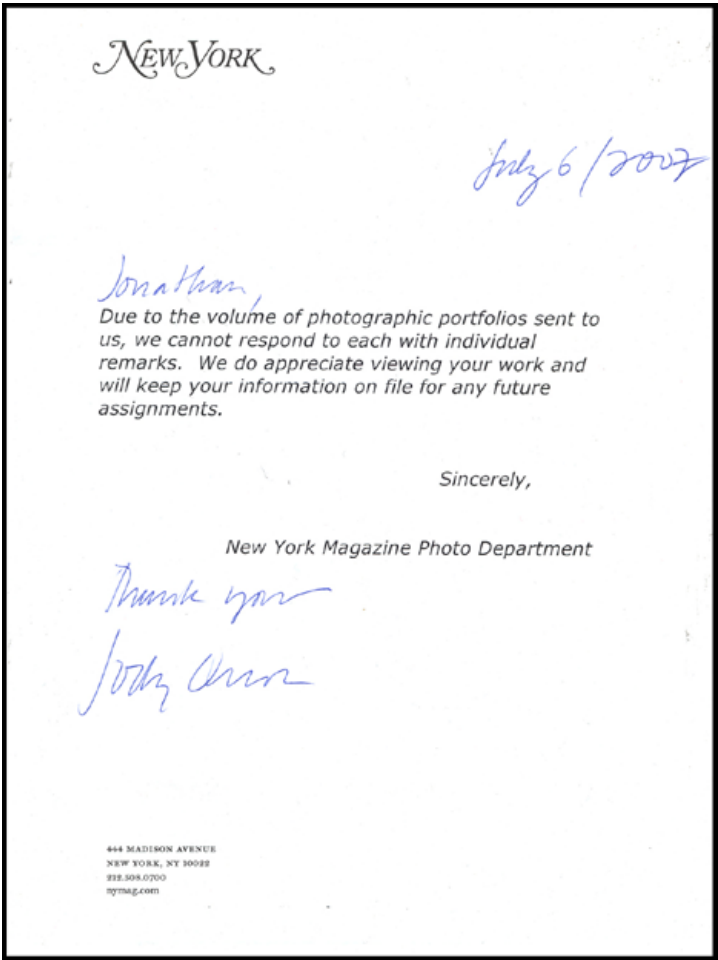 NEW YORK
July 6/2007
Jonathan,
Due to the volume of photographic portfolios sent to
us, we cannot respond to each with individual
remarks. We do appreciate viewing your work and
will keep your information on file for any future
assignments.
Sincerely,
New York Magazine Photo Department
Thank you
Jody
444 MADISON AVENUE
NEW YORK, NY 10022
212.508.0700
nymag.com